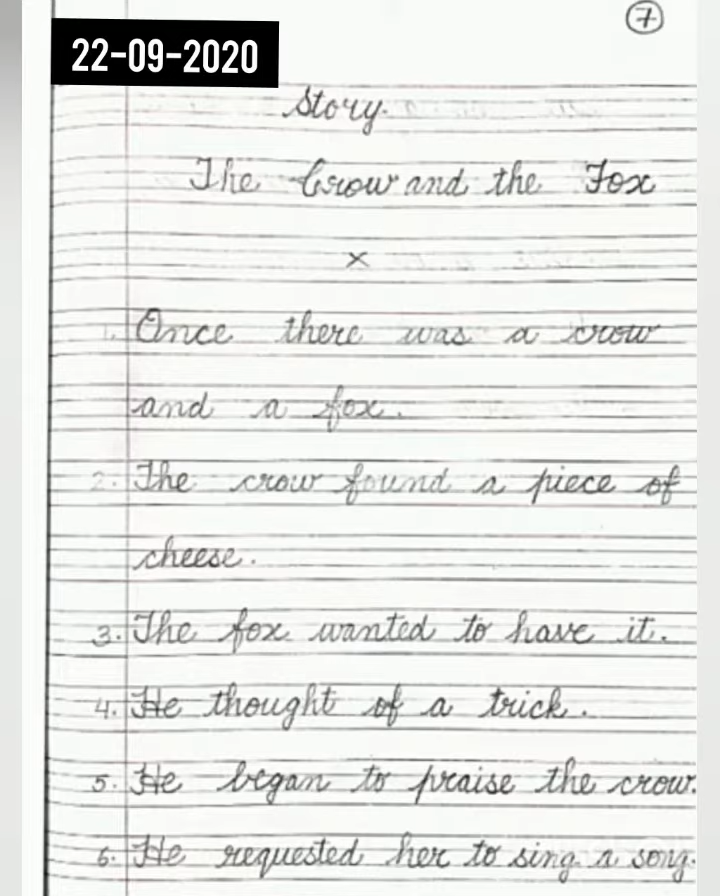 7
22-09-2020
Story.
The Crow and the Fox
×
1. Once there was a crow
and a fox.
2. The crow found a piece of
cheese.
3. The fox wanted to have it.
4. He thought of a trick.
5. He began to praise the crow.
6. He requested her to sing a song.